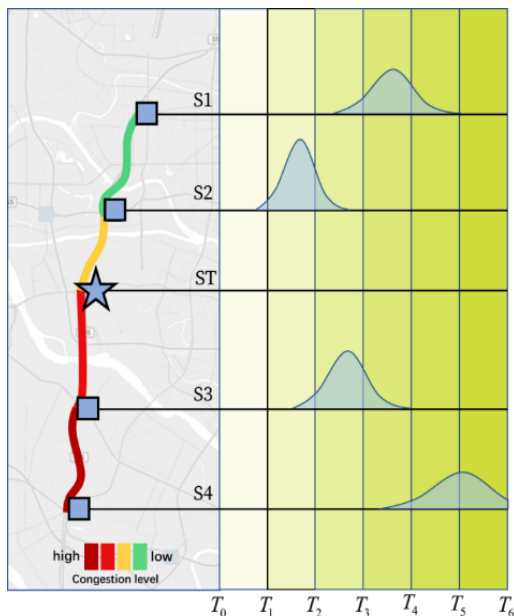 S1
S2
ST
S3
S4
high low
Congestion level
T₀ T₁ T₂ T₃ T₄ T₅ T₆